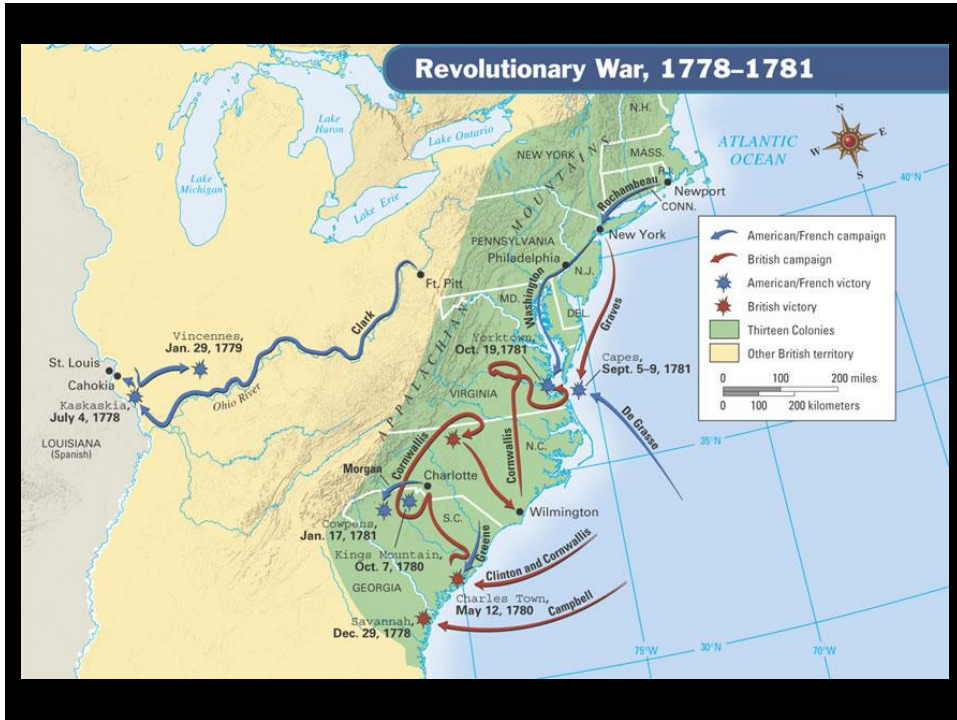 Revolutionary War, 1778–1781
N.H.
Lake
Huron
Lake Ontario
N
E
W
S
ATLANTIC
OCEAN
NEW YORK
MASS.
Lake
Michigan
R.I.
40°N
Lake Erie
Rochambeau
Newport
CONN.
New York
PENNSYLVANIA
Philadelphia
N.J.
Ft. Pitt
MD.
DEL.
Washington
Graves
APPALACHIAN MOUNTAINS
American/French campaign
British campaign
American/French victory
British victory
Thirteen Colonies
Other British territory
0 100 200 miles
0 100 200 kilometers
Clark
Vincennes,
Jan. 29, 1779
Yorktown,
Oct. 19,1781
Capes,
Sept. 5–9, 1781
St. Louis
Cahokia
Kaskaskia,
July 4, 1778
Ohio River
VIRGINIA
De Grasse
LOUISIANA
(Spanish)
35°N
Cornwallis
Cornwallis
N.C.
Morgan
Charlotte
Wilmington
Cowpens,
Jan. 17, 1781
S.C.
Greene
Kings Mountain,
Oct. 7, 1780
Clinton and Cornwallis
GEORGIA
Charles Town,
May 12, 1780
Campbell
Savannah,
Dec. 29, 1778
75°W
30°N
70°W